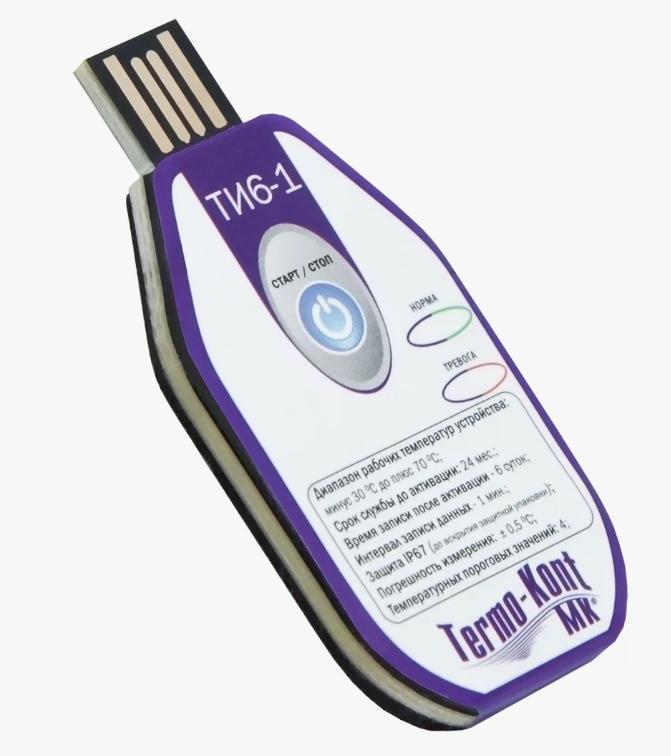 ТИ6-1
СТАРТ / СТОП
НОРМА
ТРЕВОГА
Диапазон рабочих температур устройства:
минус 30 °С до плюс 70 °С;
Срок службы до активации: 24 мес.;
Время записи после активации - 6 суток;
Интервал записи данных - 1 мин.;
Защита IP67 (до вскрытия защитной упаковки);
Погрешность измерения: ± 0,5 °С;
Температурных пороговых значений: 4;
Termo-Kont
МК®